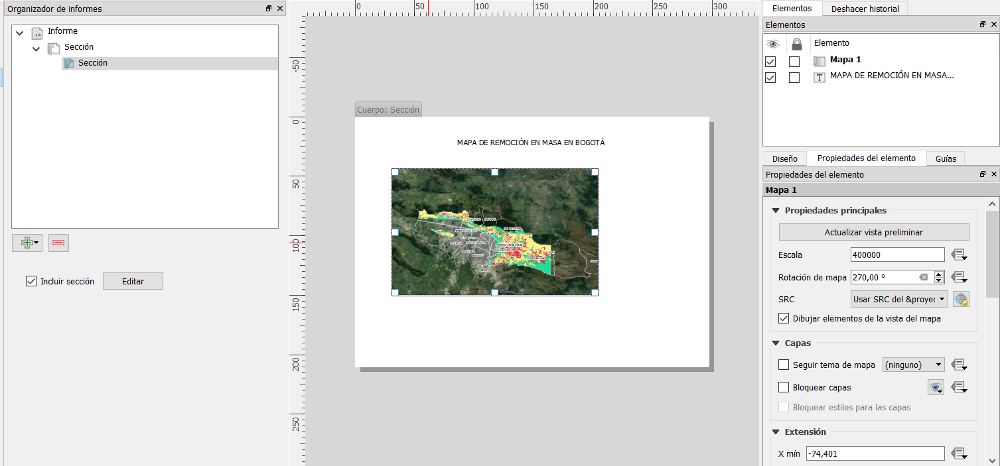 Organizador de informes
Informe
Sección
Sección
Incluir sección
Editar
0 50 100 150 200 250 300
-50
0
50
100
150
200
250
Cuerpo: Sección
MAPA DE REMOCIÓN EN MASA EN BOGOTÁ
Elementos Deshacer historial
Elementos
Elemento
Mapa 1
T MAPA DE REMOCIÓN EN MASA...
Diseño Propiedades del elemento Guías
Propiedades del elemento
Mapa 1
Propiedades principales
Actualizar vista preliminar
Escala 400000
Rotación de mapa 270,00 °
SRC Usar SRC del &proyec
Dibujar elementos de la vista del mapa
Capas
Seguir tema de mapa (ninguno)
Bloquear capas
Bloquear estilos para las capas
Extensión
X mín -74,401